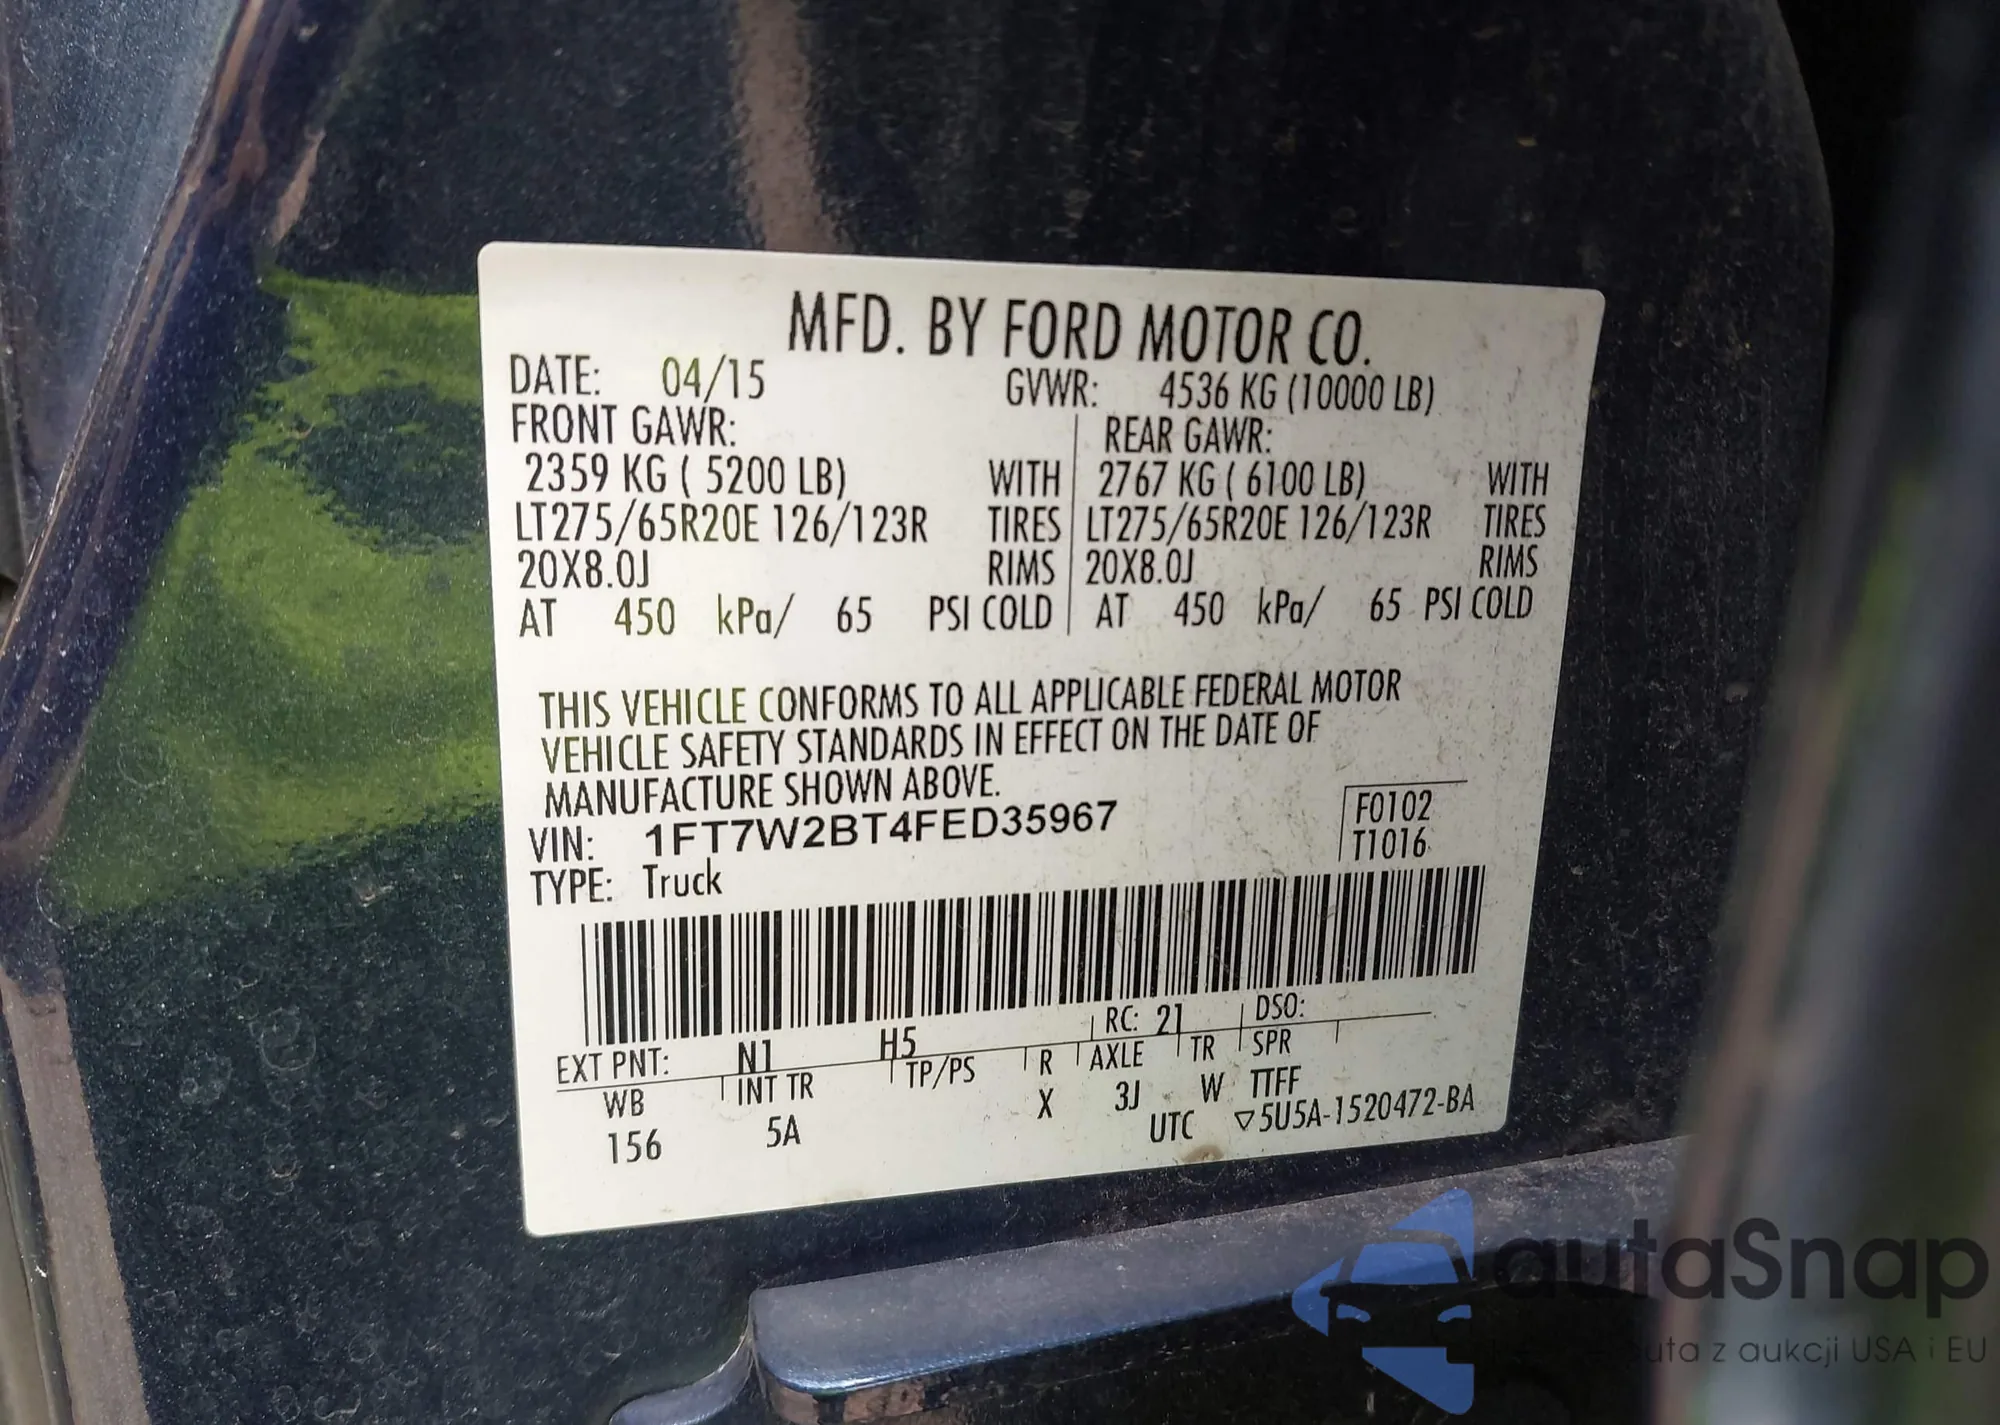 MFD. BY FORD MOTOR CO.
DATE: 04/15 GVWR: 4536 KG (10000 LB)
FRONT GAWR: REAR GAWR:
2359 KG ( 5200 LB) WITH 2767 KG ( 6100 LB) WITH
LT275/65R20E 126/123R TIRES LT275/65R20E 126/123R TIRES
20X8.0J RIMS 20X8.0J RIMS
AT 450 kPa/ 65 PSI COLD AT 450 kPa/ 65 PSI COLD
THIS VEHICLE CONFORMS TO ALL APPLICABLE FEDERAL MOTOR
VEHICLE SAFETY STANDARDS IN EFFECT ON THE DATE OF
MANUFACTURE SHOWN ABOVE.
VIN: 1FT7W2BT4FED35967 F0102
TYPE: Truck T1016
EXT PNT: N1 H5 RC: 21 DSO:
WB INT TR TP/PS R AXLE TR SPR
156 5A X 3J W TTFF
UTC ▽5U5A-1520472-BA
autaSnap
auta z aukcji USA i EU